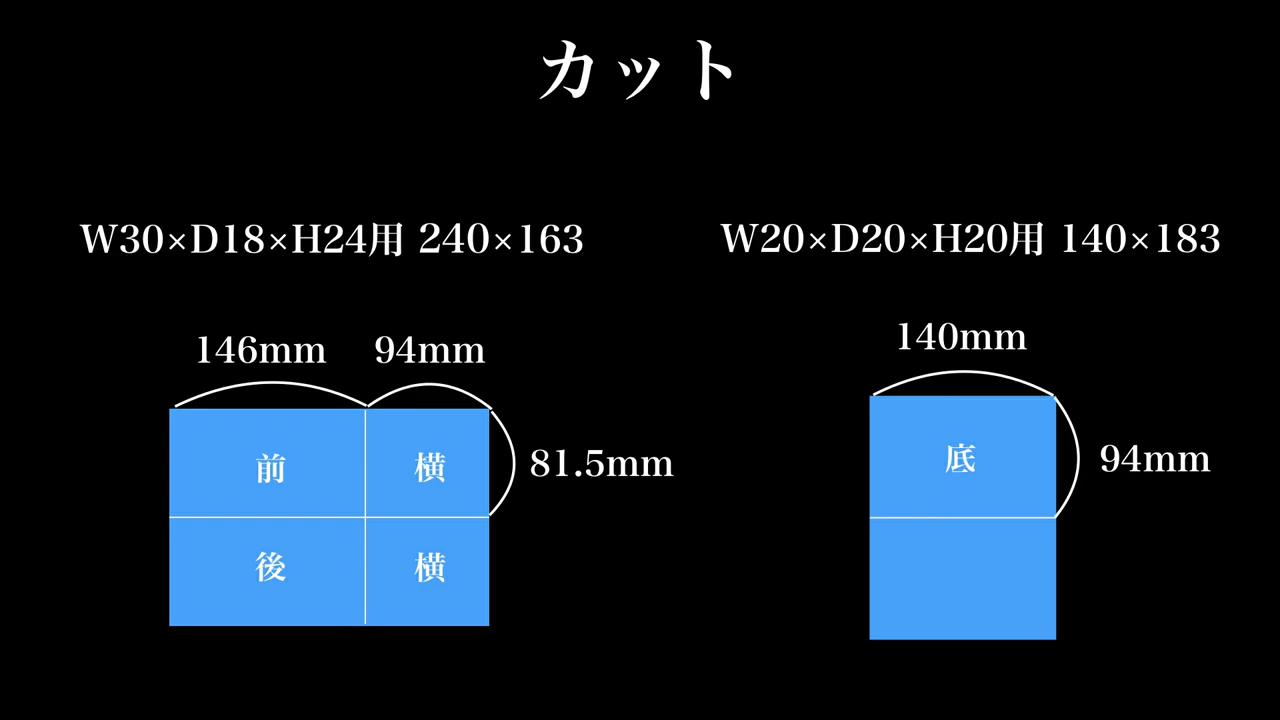 カット
W30×D18×H24用 240×163
W20×D20×H20用 140×183
146mm 94mm
前 横
81.5mm
後 横
140mm
底
94mm